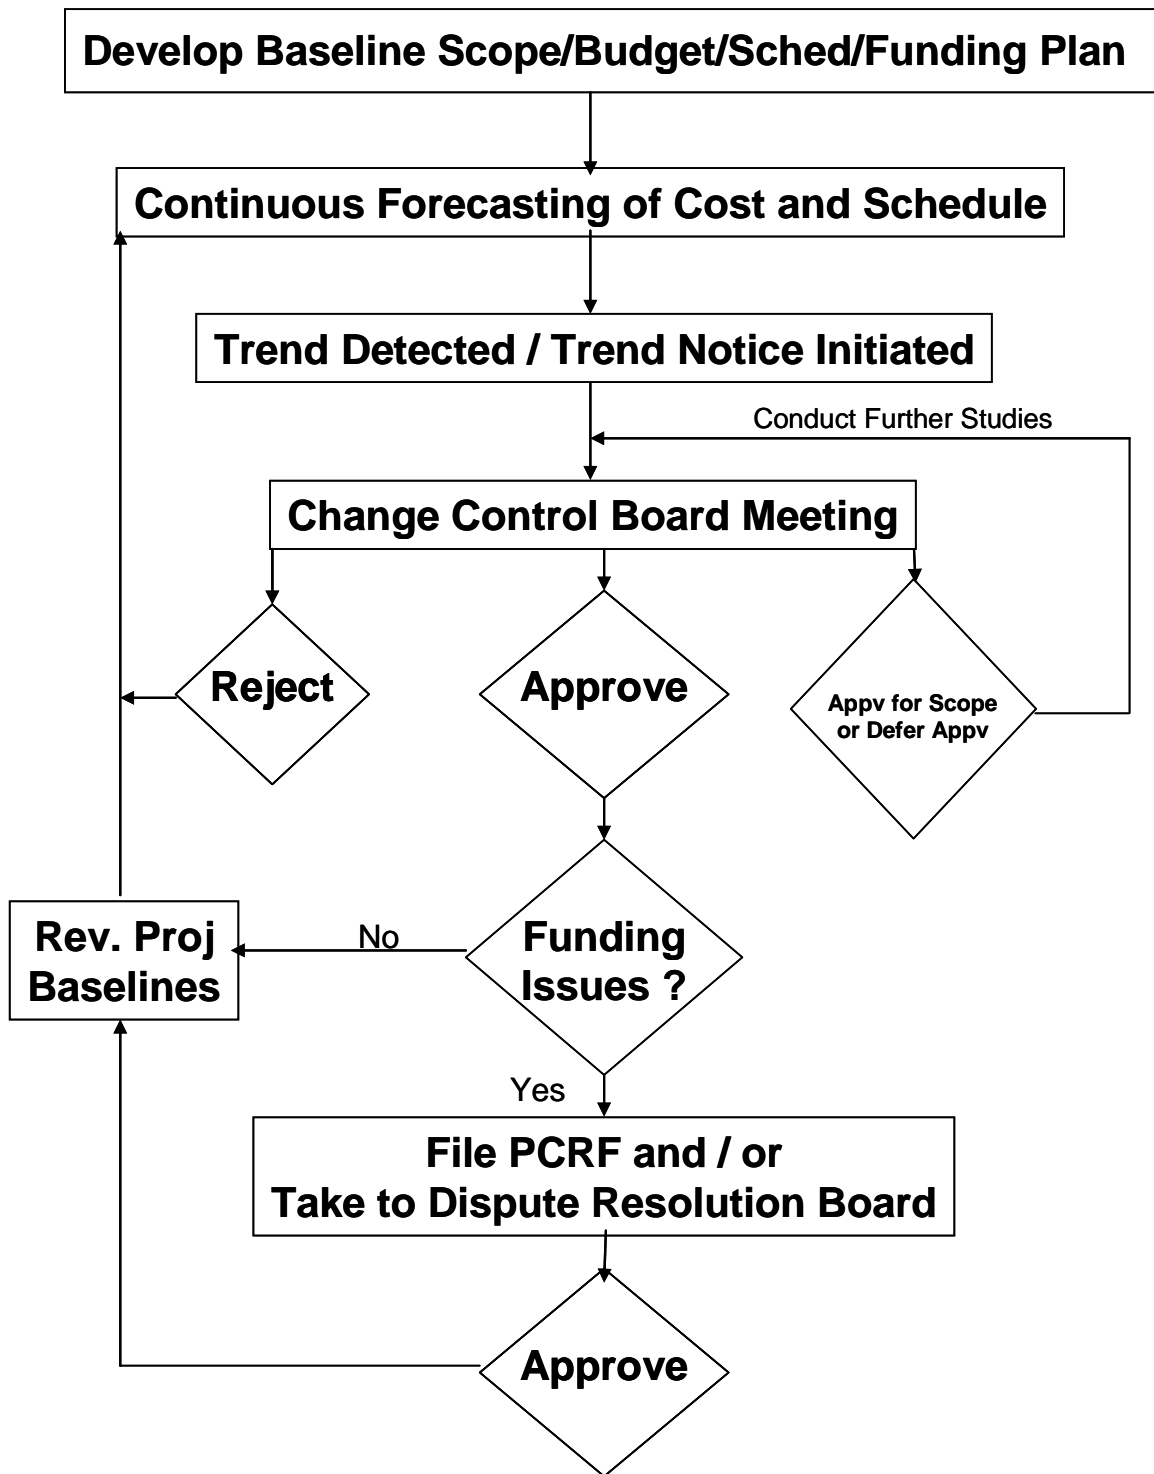 Develop Baseline Scope/Budget/Sched/Funding Plan
Continuous Forecasting of Cost and Schedule
Trend Detected / Trend Notice Initiated
Conduct Further Studies
Change Control Board Meeting
Reject
Approve
Appv for Scope
or Defer Appv
Rev. Proj
Baselines
No
Funding
Issues ?
Yes
File PCRF and / or
Take to Dispute Resolution Board
Approve